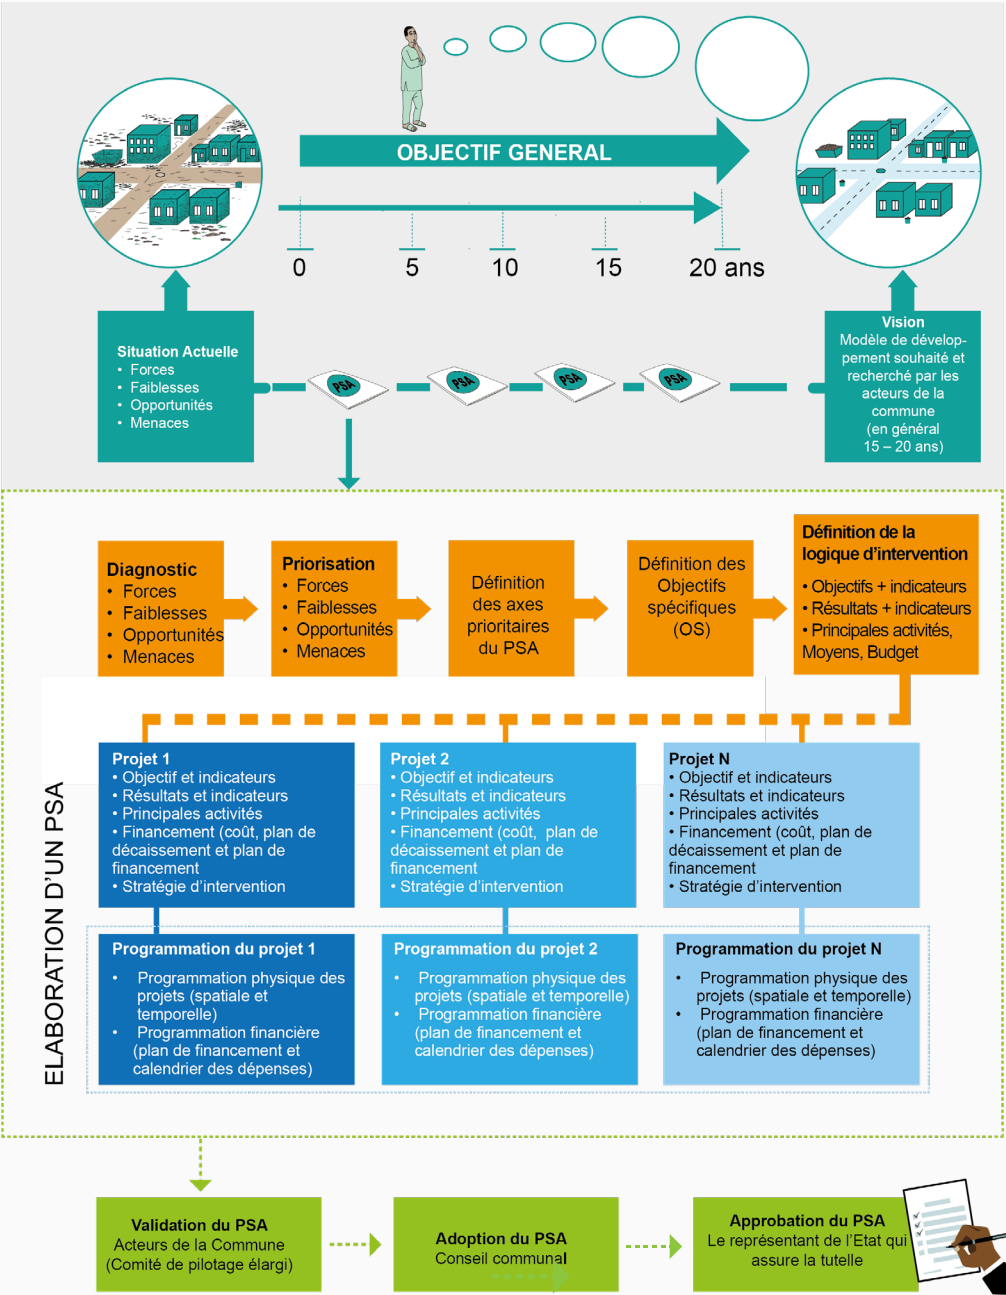 OBJECTIF GENERAL
0
5
10
15
20 ans
Situation Actuelle
• Forces
• Faiblesses
• Opportunités
• Menaces
PSA
PSA
PSA
PSA
Vision
Modèle de dévelop-
pement souhaité et
recherché par les
acteurs de la
commune
(en général
15 – 20 ans)
Diagnostic
• Forces
• Faiblesses
• Opportunités
• Menaces
Priorisation
• Forces
• Faiblesses
• Opportunités
• Menaces
Définition
des axes
prioritaires
du PSA
Définition des
Objectifs
spécifiques
(OS)
Définition de la
logique d’intervention
• Objectifs + indicateurs
• Résultats + indicateurs
• Principales activités,
Moyens, Budget
ELABORATION D’UN PSA
Projet 1
• Objectif et indicateurs
• Résultats et indicateurs
• Principales activités
• Financement (coût, plan de
décaissement et plan de
financement
• Stratégie d’intervention
Projet 2
• Objectif et indicateurs
• Résultats et indicateurs
• Principales activités
• Financement (coût, plan de
décaissement et plan de
financement
• Stratégie d’intervention
Projet N
• Objectif et indicateurs
• Résultats et indicateurs
• Principales activités
• Financement (coût, plan de
décaissement et plan de
financement
• Stratégie d’intervention
Programmation du projet 1
• Programmation physique des
projets (spatiale et
temporelle)
• Programmation financière
(plan de financement et
calendrier des dépenses)
Programmation du projet 2
• Programmation physique des
projets (spatiale et temporelle)
• Programmation financière
(plan de financement et
calendrier des dépenses)
Programmation du projet N
• Programmation physique des
projets (spatiale et temporelle)
• Programmation financière
(plan de financement et
calendrier des dépenses)
Validation du PSA
Acteurs de la Commune
(Comité de pilotage élargi)
Adoption du PSA
Conseil communal
Approbation du PSA
Le représentant de l’Etat qui
assure la tutelle